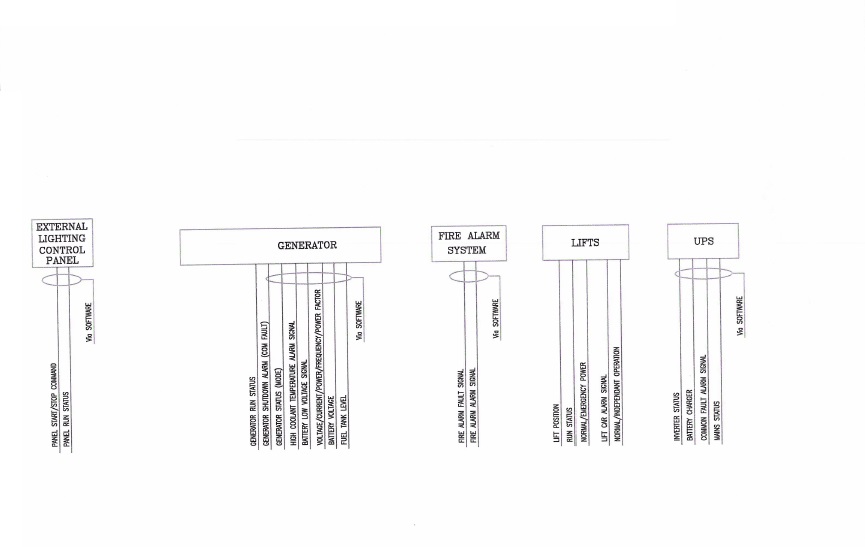 EXTERNAL
LIGHTING
CONTROL
PANEL
PANEL START/STOP COMMAND
PANEL RUN STATUS
Via SOFTWARE
GENERATOR
GENERATOR RUN STATUS
GENERATOR SHUTDOWN ALARM (COM FAULT)
GENERATOR STATUS (MODE)
HIGH COOLANT TEMPERATURE ALARM SIGNAL
BATTERY LOW VOLTAGE SIGNAL
VOLTAGE/CURRENT/POWER/FREQUENCY/POWER FACTOR
BATTERY VOLTAGE
FUEL TANK LEVEL
Via SOFTWARE
FIRE ALARM
SYSTEM
FIRE ALARM FAULT SIGNAL
FIRE ALARM ALARM SIGNAL
Via SOFTWARE
LIFTS
LIFT POSITION
RUN STATUS
NORMAL/EMERGENCY POWER
LIFT CAR ALARM SIGNAL
NORMAL/INDEPENDANT OPERATION
UPS
INVERTER STATUS
BATTERY CHARGER
COMMON FAULT ALARM SIGNAL
MAINS STATUS
Via SOFTWARE